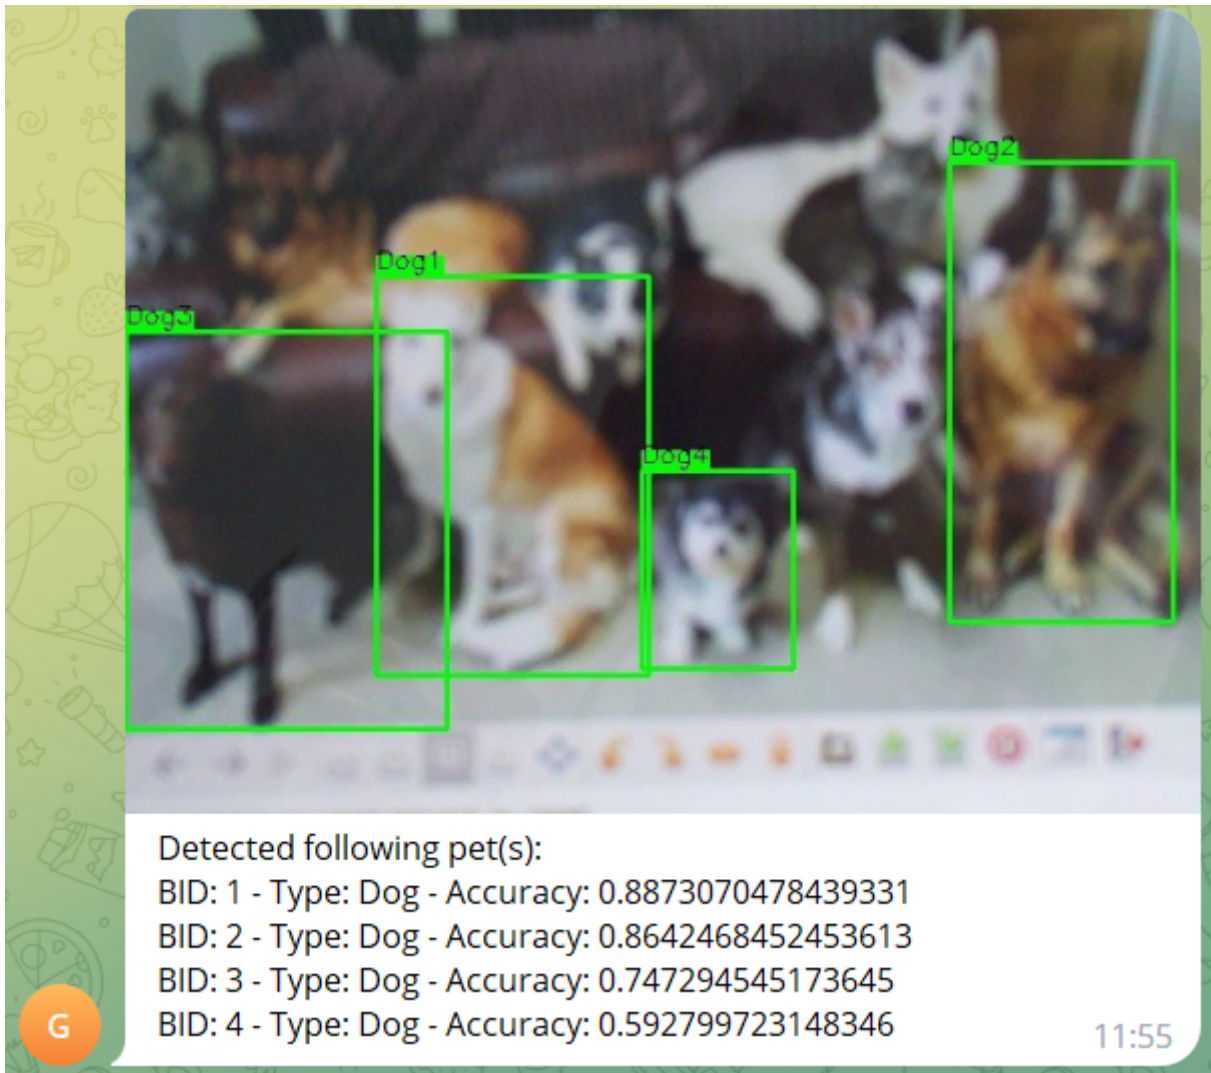 Dog2
Dog1
Dog3
Dog4
Detected following pet(s):
BID: 1 - Type: Dog - Accuracy: 0.8873070478439331
BID: 2 - Type: Dog - Accuracy: 0.8642468452453613
BID: 3 - Type: Dog - Accuracy: 0.747294545173645
BID: 4 - Type: Dog - Accuracy: 0.592799723148346
G
11:55